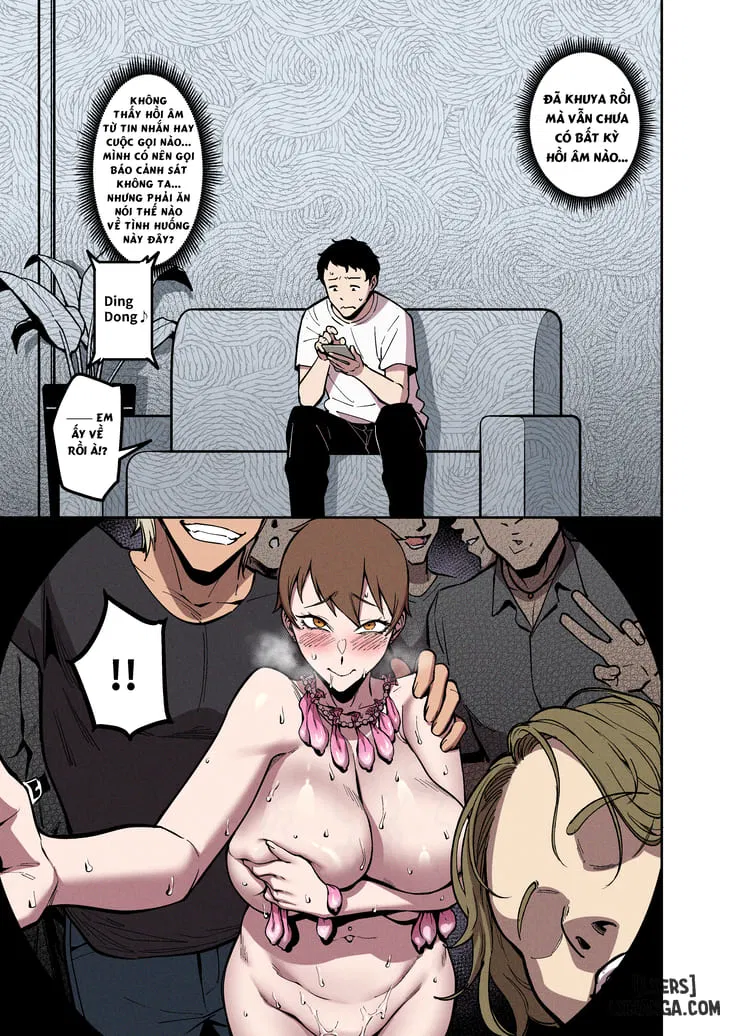 ĐÃ KHUYA RỒI
MÀ VẪN CHƯA
CÓ BẤT KỲ
HỒI ÂM NÀO...
KHÔNG
THẤY HỒI ÂM
TỪ TIN NHẮN HAY
CUỘC GỌI NÀO...
MÌNH CÓ NÊN GỌI
BÁO CẢNH SÁT
KHÔNG TA...
NHƯNG PHẢI ĂN
NÓI THẾ NÀO
VỀ TÌNH HUỐNG
NÀY ĐÂY?
Ding
Dong♪
—— EM
ẤY VỀ
RỒI À!?
!!